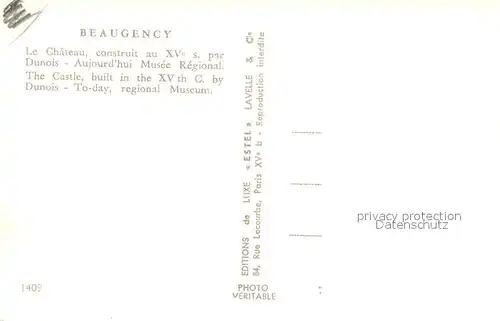 BEAUGENCY
Le Château, construit au XVe s. par
Dunois - Aujourd'hui Musée Régional.
The Castle, built in the XVth C. by
Dunois - To-day, regional Museum.
EDITIONS de LUXE « ESTEL » LAVELLE & Cie
84, Rue Lecourbe, Paris XVe b - Reproduction interdite
privacy protection
Datenschutz
1409
PHOTO
VERITABLE